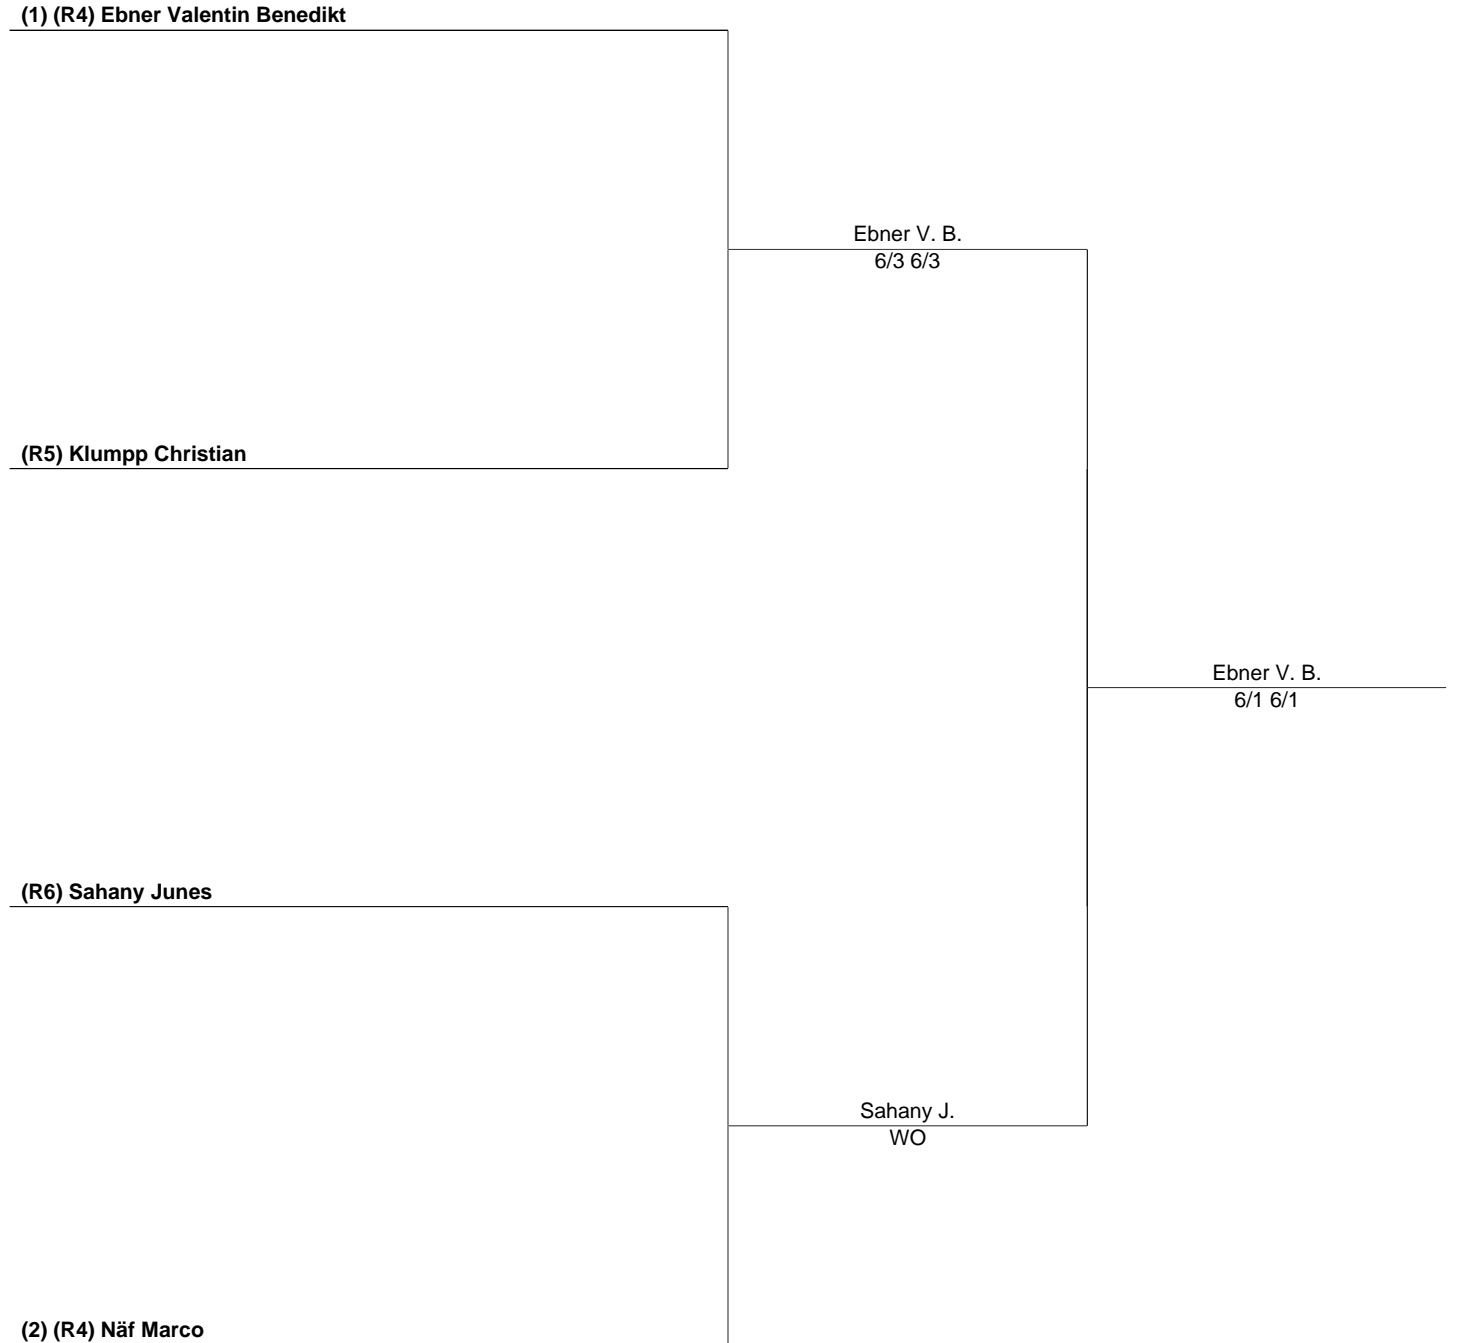 (1) (R4) Ebner Valentin Benedikt
Ebner V. B.
6/3 6/3
(R5) Klumpp Christian
Ebner V. B.
6/1 6/1
(R6) Sahany Junes
Sahany J.
WO
(2) (R4) Näf Marco